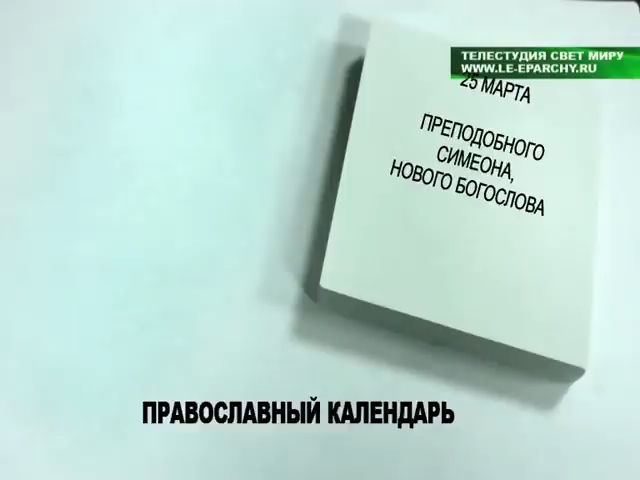 ТЕЛЕСТУДИЯ СВЕТ МИРУ
WWW.LE-EPARCHY.RU
25 МАРТА
ПРЕПОДОБНОГО
СИМЕОНА,
НОВОГО БОГОСЛОВА
ПРАВОСЛАВНЫЙ КАЛЕНДАРЬ